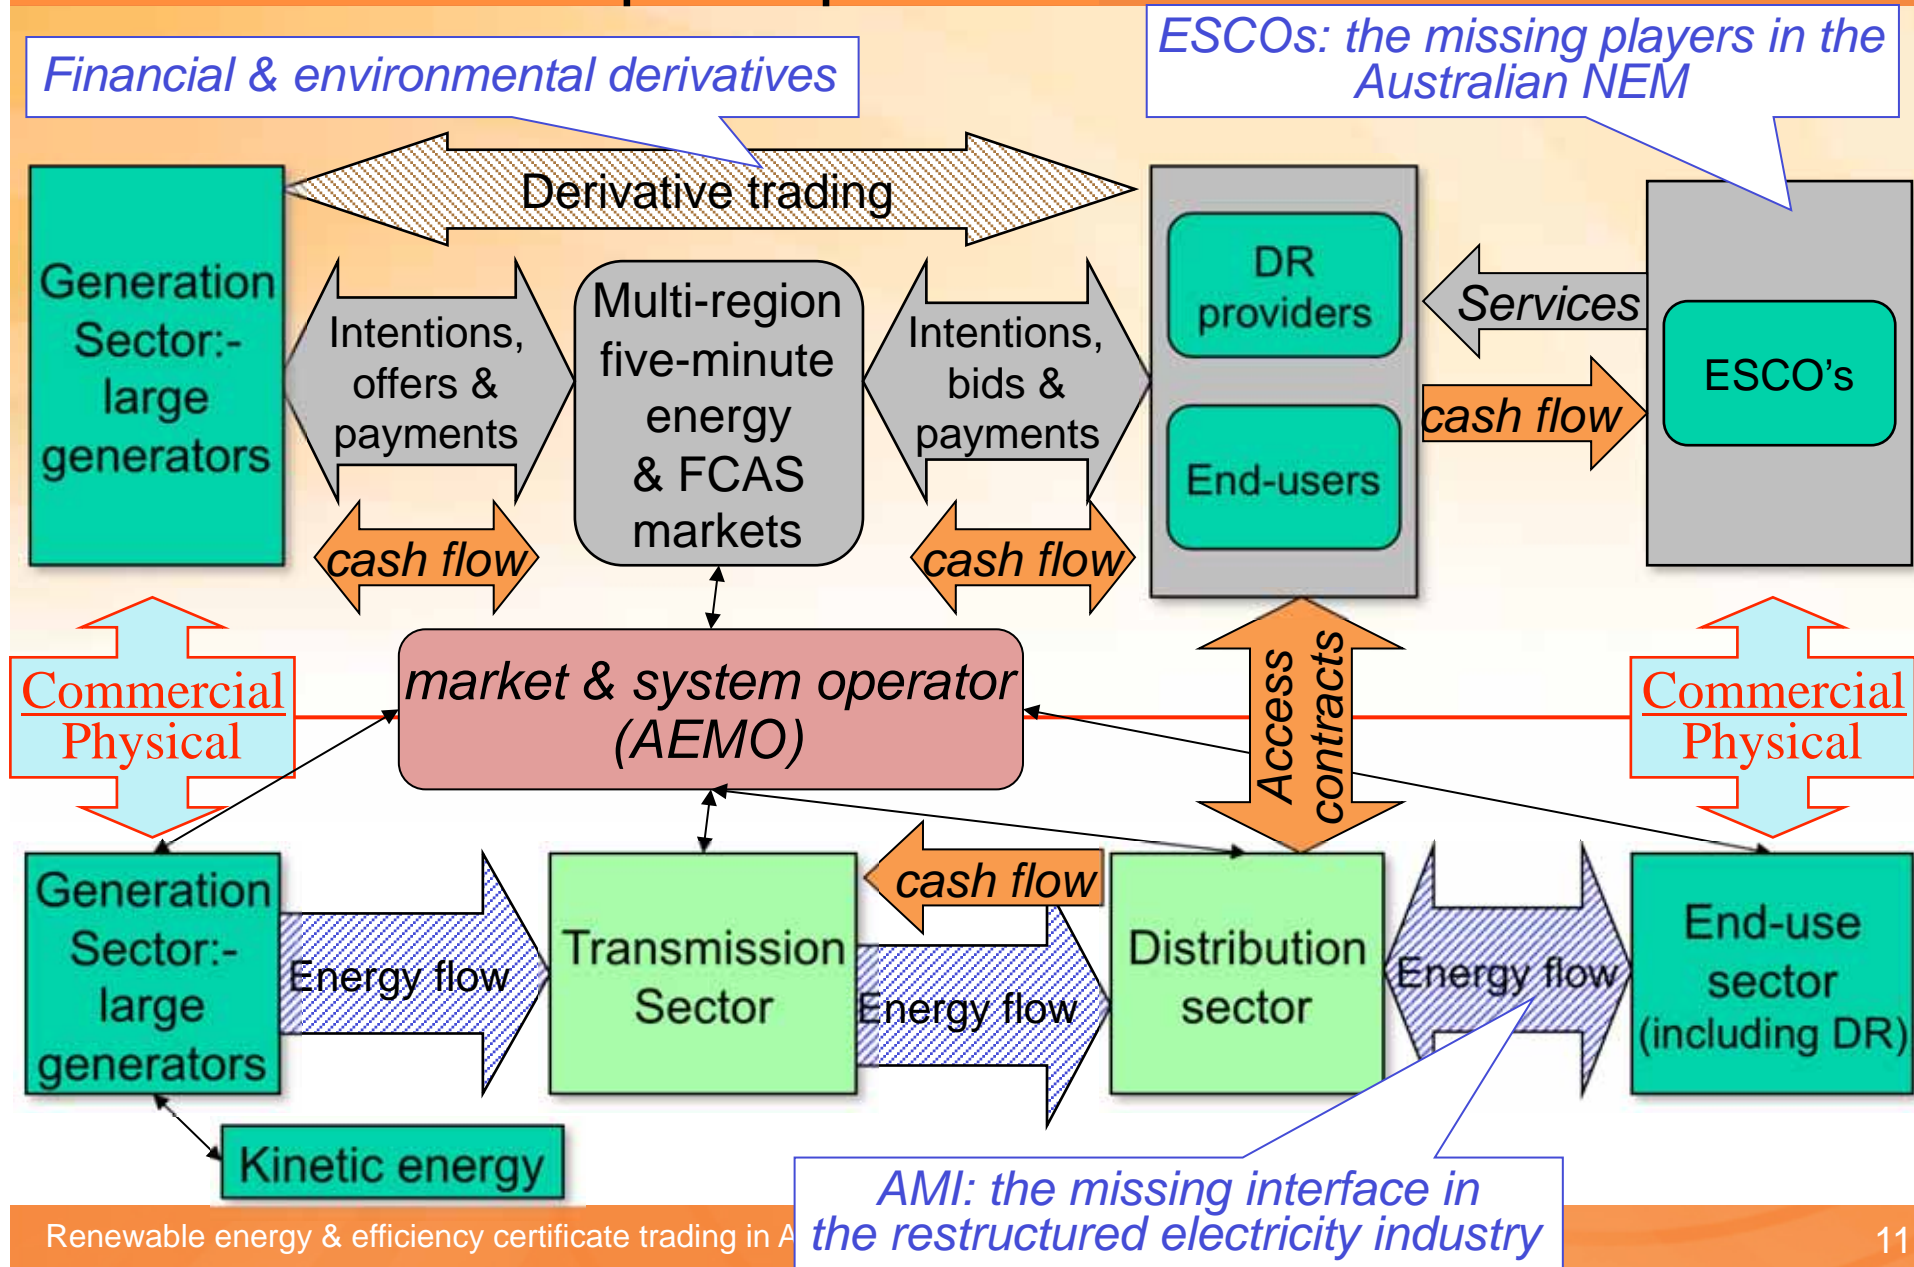 Financial & environmental derivatives
ESCOs: the missing players in the
Australian NEM
Derivative trading
Generation
Sector:-
large
generators
Intentions,
offers &
payments
cash flow
Multi-region
five-minute
energy
& FCAS
markets
Intentions,
bids &
payments
cash flow
DR
providers
End-users
Services
cash flow
ESCO's
Commercial
Physical
market & system operator
(AEMO)
Access
contracts
Commercial
Physical
Generation
Sector:-
large
generators
Energy flow
Transmission
Sector
cash flow
Energy flow
Distribution
sector
Energy flow
End-use
sector
(including DR)
Kinetic energy
AMI: the missing interface in
the restructured electricity industry
Renewable energy & efficiency certificate trading in A
11